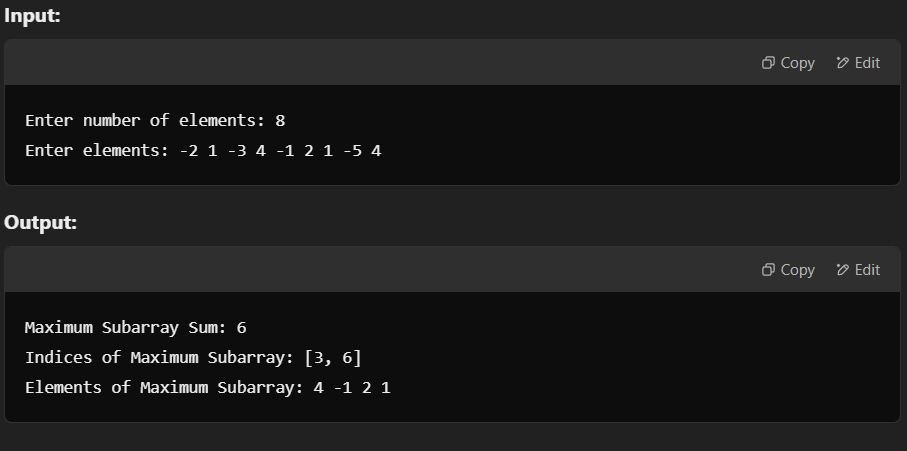 Input:
Copy Edit
Enter number of elements: 8
Enter elements: -2 1 -3 4 -1 2 1 -5 4
Output:
Copy Edit
Maximum Subarray Sum: 6
Indices of Maximum Subarray: [3, 6]
Elements of Maximum Subarray: 4 -1 2 1